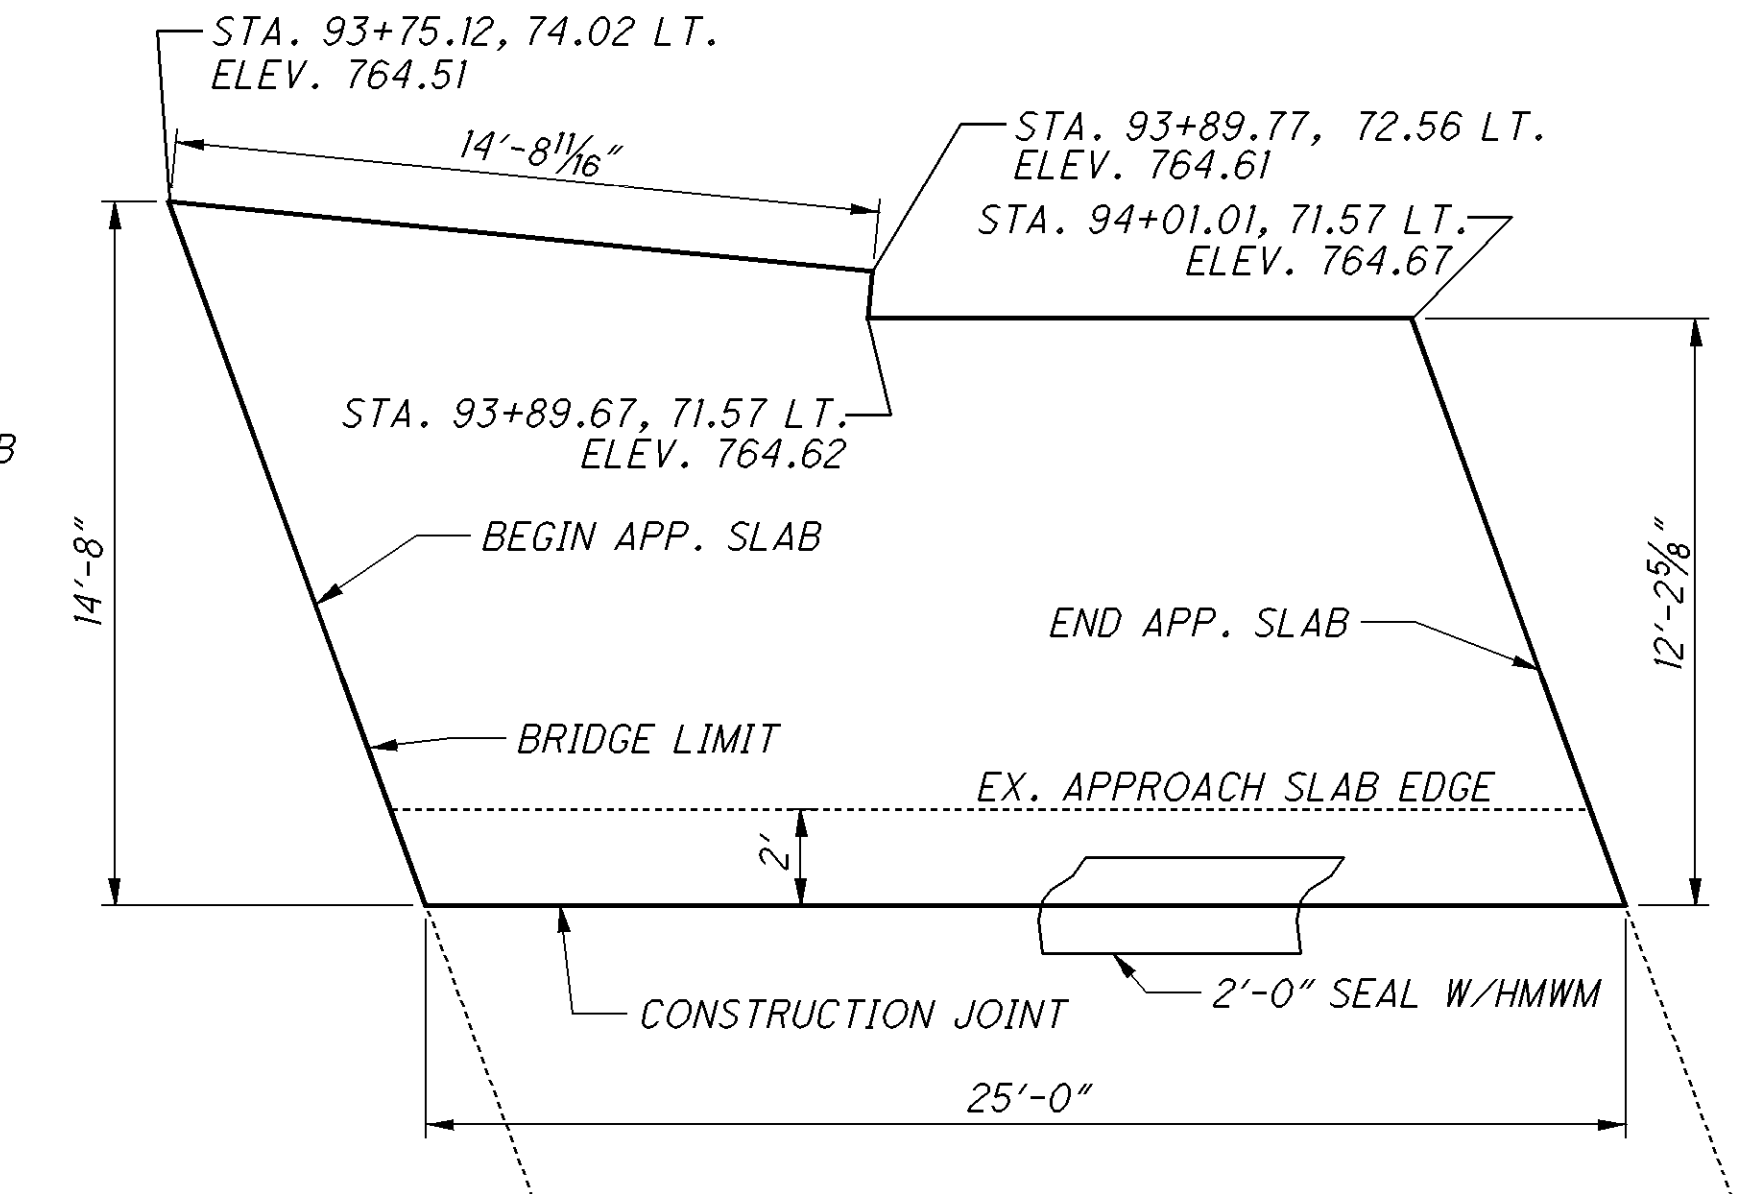 STA. 93+75.12, 74.02 LT.
ELEV. 764.51
14'-8 11/16"
STA. 93+89.77, 72.56 LT.
ELEV. 764.61
STA. 94+01.01, 71.57 LT.
ELEV. 764.67
STA. 93+89.67, 71.57 LT.
ELEV. 764.62
B
14'-8"
BEGIN APP. SLAB
12'-2 5/8"
END APP. SLAB
BRIDGE LIMIT
EX. APPROACH SLAB EDGE
2'
2'-0" SEAL W/HMWM
CONSTRUCTION JOINT
25'-0"